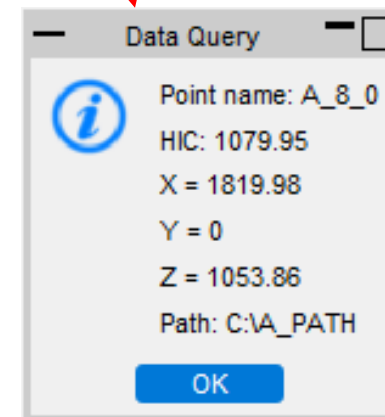 Data Query
Point name: A_8_0
HIC: 1079.95
X = 1819.98
Y = 0
Z = 1053.86
Path: C:\A_PATH
OK